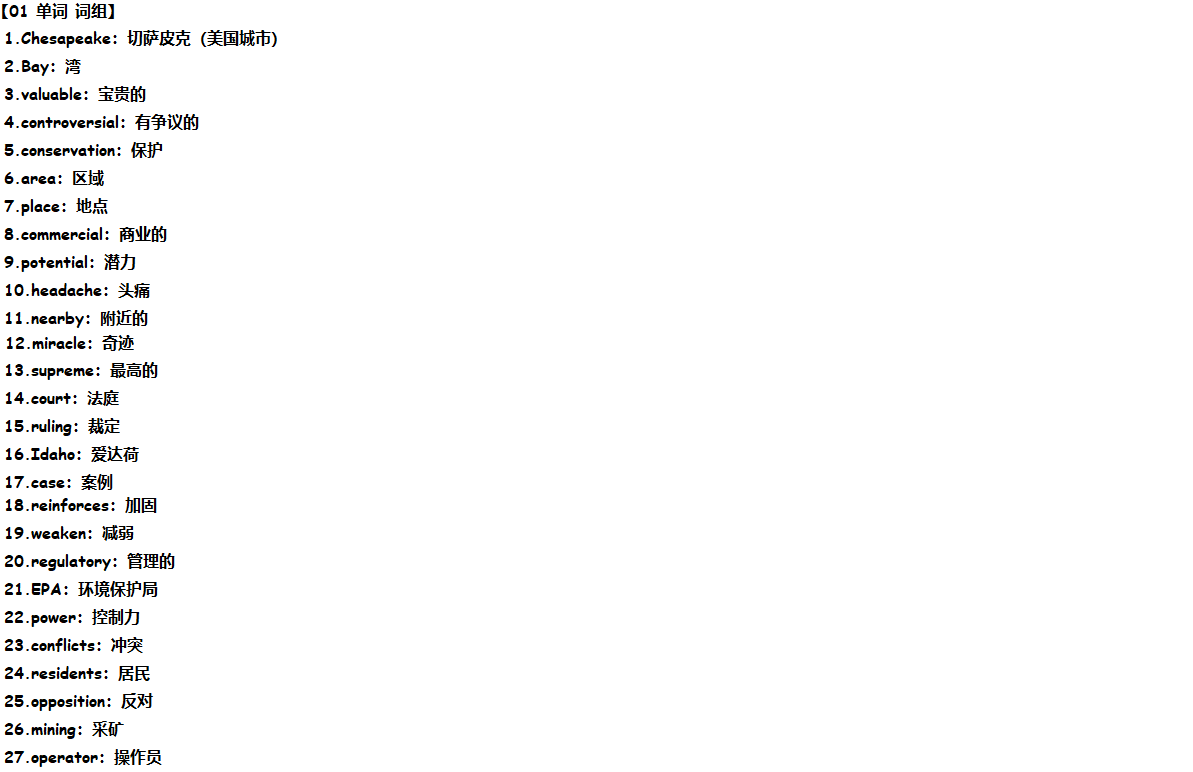 【01 单词 词组】
1.Chesapeake：切萨皮克（美国城市）
2.Bay：湾
3.valuable：宝贵的
4.controversial：有争议的
5.conservation：保护
6.area：区域
7.place：地点
8.commercial：商业的
9.potential：潜力
10.headache：头痛
11.nearby：附近的
12.miracle：奇迹
13.supreme：最高的
14.court：法庭
15.ruling：裁定
16.Idaho：爱达荷
17.case：案例
18.reinforces：加固
19.weaken：减弱
20.regulatory：管理的
21.EPA：环境保护局
22.power：控制力
23.conflicts：冲突
24.residents：居民
25.opposition：反对
26.mining：采矿
27.operator：操作员